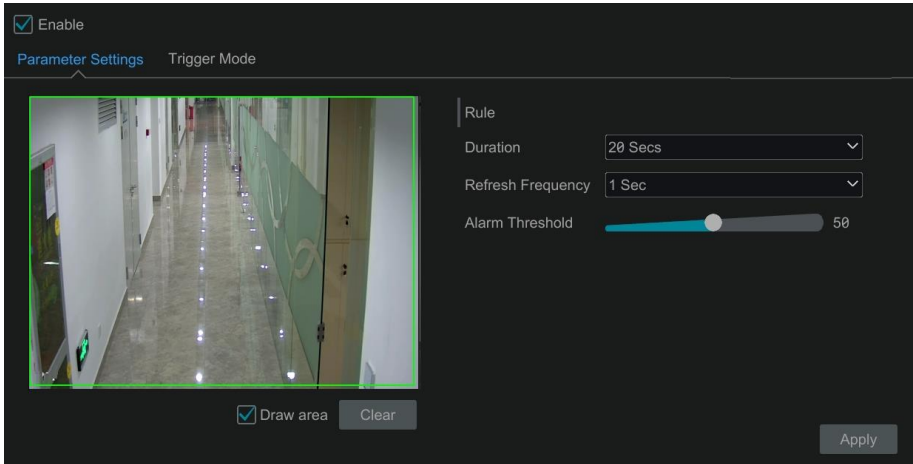 Enable
Parameter Settings Trigger Mode
Rule
Duration 20 Secs
Refresh Frequency 1 Sec
Alarm Threshold 50
Draw area Clear
Apply